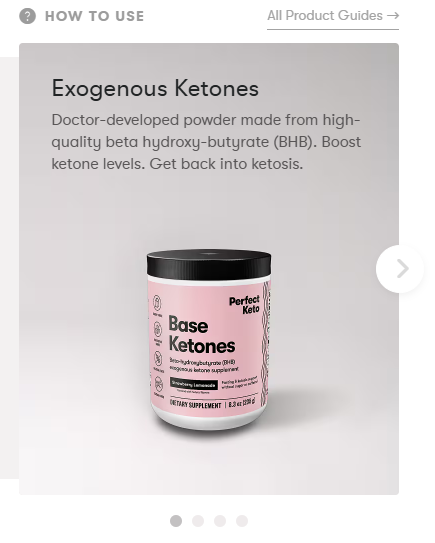 ? HOW TO USE
All Product Guides →
Exogenous Ketones
Doctor-developed powder made from high-
quality beta hydroxy-butyrate (BHB). Boost
ketone levels. Get back into ketosis.
Perfect
Keto
Base
Ketones
Beta-hydroxybutyrate (BHB)
exogenous ketone supplement
Strawberry Lemonade
DIETARY SUPPLEMENT | 8.3 oz (236 g)